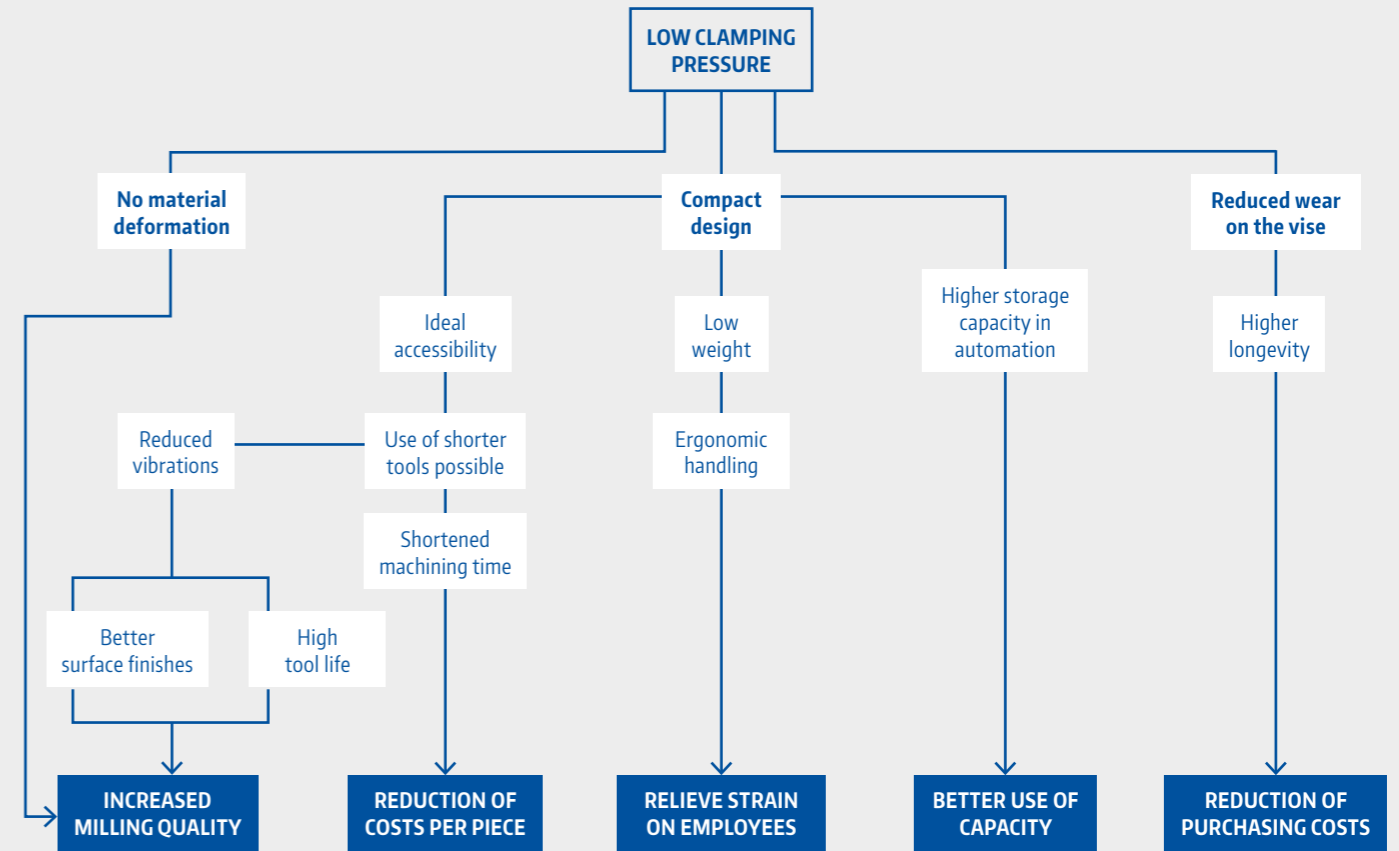 LOW CLAMPING
PRESSURE
No material
deformation
Compact
design
Reduced wear
on the vise
Ideal
accessibility
Low
weight
Higher storage
capacity in
automation
Higher
longevity
Reduced
vibrations
Use of shorter
tools possible
Ergonomic
handling
Shortened
machining time
Better
surface finishes
High
tool life
INCREASED
MILLING QUALITY
REDUCTION OF
COSTS PER PIECE
RELIEVE STRAIN
ON EMPLOYEES
BETTER USE OF
CAPACITY
REDUCTION OF
PURCHASING COSTS